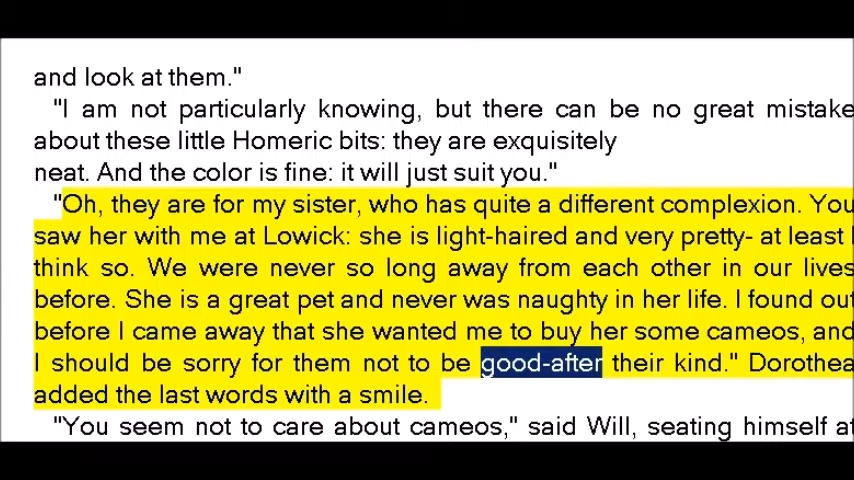 and look at them."
"I am not particularly knowing, but there can be no great mistake
about these little Homeric bits: they are exquisitely
neat. And the color is fine: it will just suit you."
"Oh, they are for my sister, who has quite a different complexion. You
saw her with me at Lowick: she is light-haired and very pretty- at least I
think so. We were never so long away from each other in our lives
before. She is a great pet and never was naughty in her life. I found out
before I came away that she wanted me to buy her some cameos, and
I should be sorry for them not to be good-after their kind." Dorothea
added the last words with a smile.
"You seem not to care about cameos," said Will, seating himself at